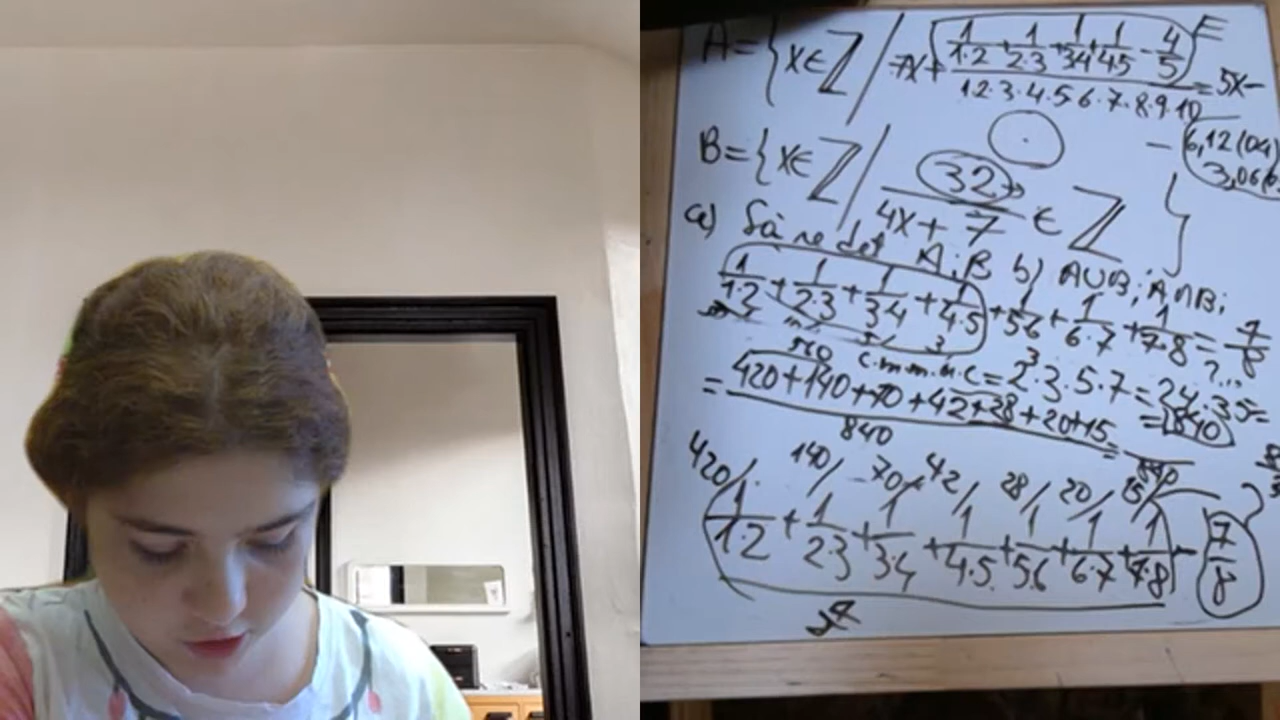 A = { x ∈ ℤ / -7x + (1/1·2 + 1/2·3 + 1/3·4 + 1/4·5 - 4/5) / 1·2·3·4·5·6·7·8·9·10 = 5x -
- 6,12(04) / 3,06(0
B = { x ∈ ℤ / 32 / 4x + 7 ∈ ℤ }
a) Să se det A; B b) A∪B; A∩B;
1/1·2 + 1/2·3 + 1/3·4 + 1/4·5 + 1/5·6 + 1/6·7 + 1/7·8 = 7/8
c.m.m.m.c = 2³·3·5·7 = 24·35 =
= 420+140+70+42+28+20+15 / 840 = = 840
420/ 140/ 70/ 42/ 28/ 20/ 15/
1/1·2 + 1/2·3 + 1/3·4 + 1/4·5 + 1/5·6 + 1/6·7 + 1/7·8 - 7/8